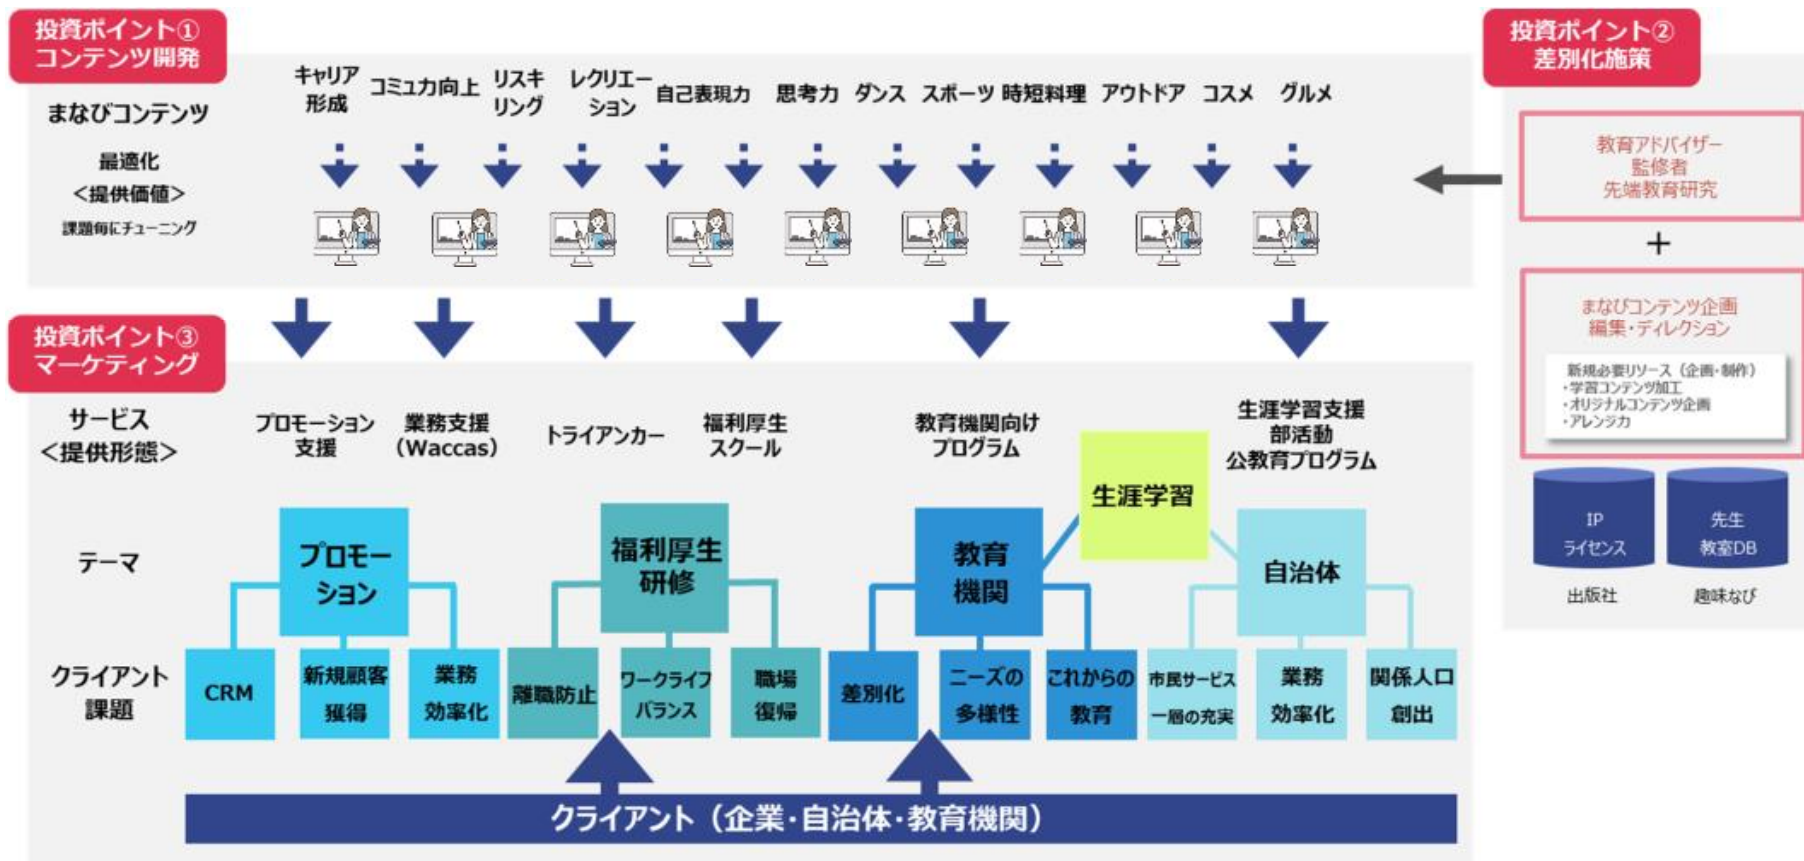 投資ポイント①
コンテンツ開発
まなびコンテンツ
最適化
<提供価値>
課題毎にチューニング
キャリア
形成
コミュ力向上
リスキ
リング
レクリエー
ション
自己表現力
思考力
ダンス
スポーツ
時短料理
アウトドア
コスメ
グルメ
投資ポイント②
差別化施策
教育アドバイザー
監修者
先端教育研究
+
まなびコンテンツ企画
編集・ディレクション
新規必要リソース(企画・制作)
・学習コンテンツ加工
・オリジナルコンテンツ企画
・アレンジ力
IP
ライセンス
先生
教室DB
出版社
趣味なび
投資ポイント③
マーケティング
サービス
<提供形態>
プロモーション
支援
業務支援
(Waccas)
トライアンカー
福利厚生
スクール
教育機関向け
プログラム
生涯学習支援
部活動
公教育プログラム
テーマ
プロモー
ション
福利厚生
研修
教育
機関
生涯学習
自治体
クライアント
課題
CRM
新規顧客
獲得
業務
効率化
離職防止
ワークライフ
バランス
職場
復帰
差別化
ニーズの
多様性
これからの
教育
市民サービス
一層の充実
業務
効率化
関係人口
創出
クライアント(企業・自治体・教育機関)